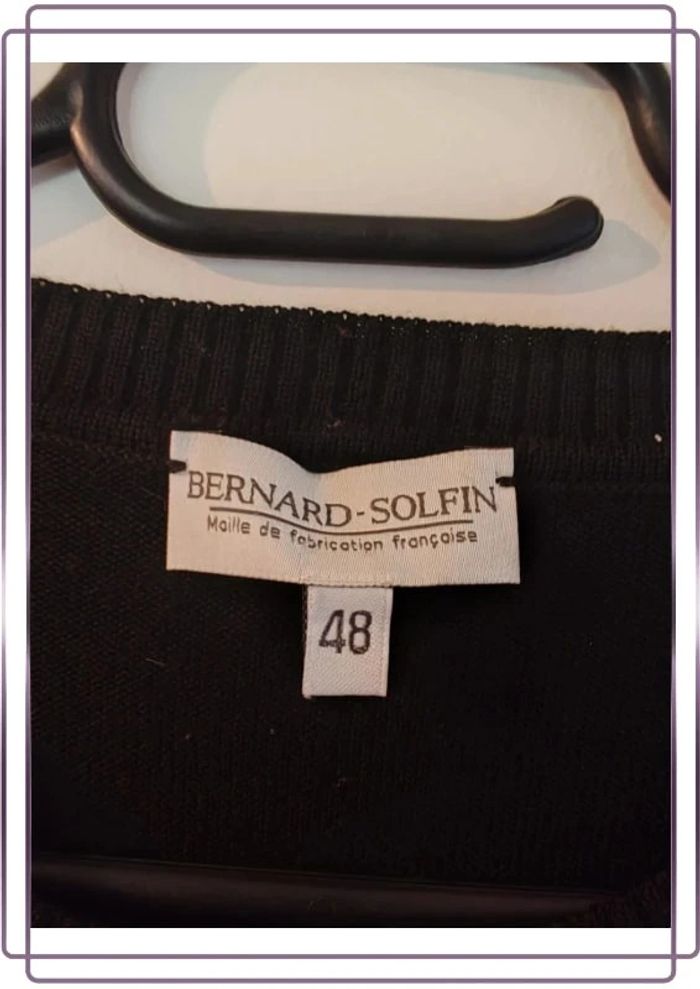 BERNARD-SOLFIN
Maille de fabrication française
48